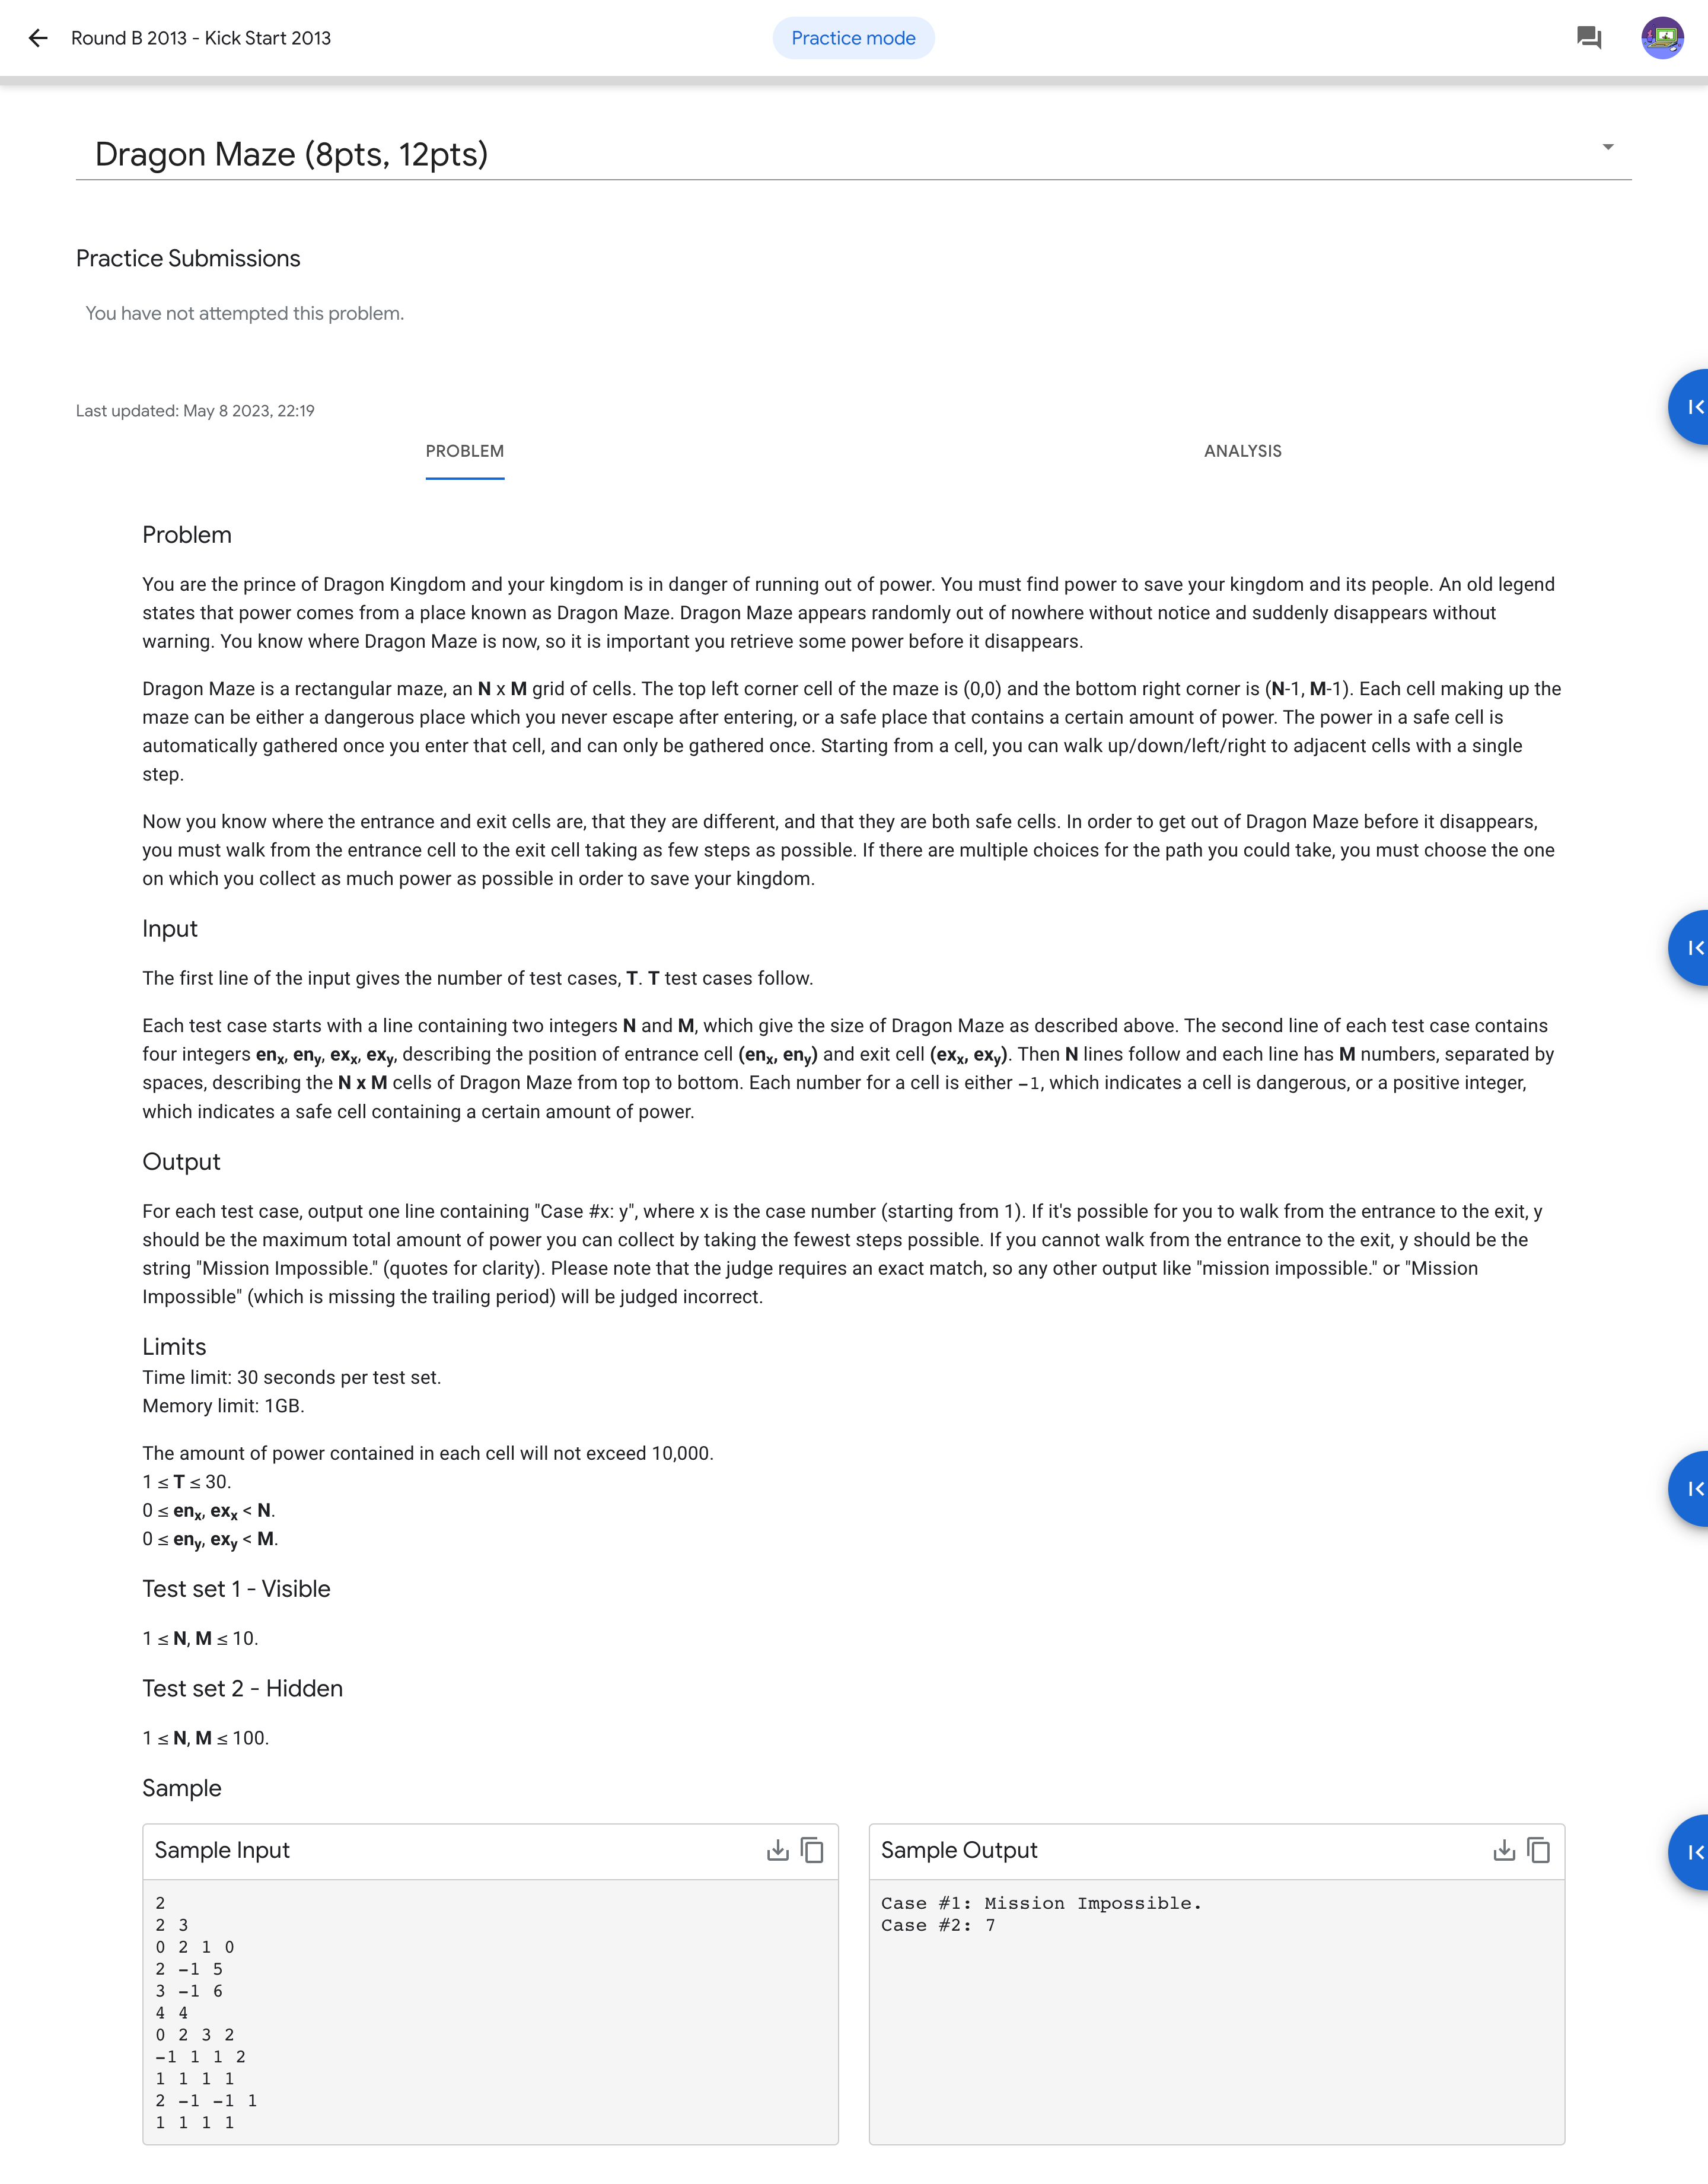 Round B 2013 - Kick Start 2013
Practice mode
Dragon Maze (8pts, 12pts)
Practice Submissions
You have not attempted this problem.
Last updated: May 8 2023, 22:19
PROBLEM
ANALYSIS
Problem
You are the prince of Dragon Kingdom and your kingdom is in danger of running out of power. You must find power to save your kingdom and its people. An old legend
states that power comes from a place known as Dragon Maze. Dragon Maze appears randomly out of nowhere without notice and suddenly disappears without
warning. You know where Dragon Maze is now, so it is important you retrieve some power before it disappears.
Dragon Maze is a rectangular maze, an N x M grid of cells. The top left corner cell of the maze is (0,0) and the bottom right corner is (N-1, M-1). Each cell making up the
maze can be either a dangerous place which you never escape after entering, or a safe place that contains a certain amount of power. The power in a safe cell is
automatically gathered once you enter that cell, and can only be gathered once. Starting from a cell, you can walk up/down/left/right to adjacent cells with a single
step.
Now you know where the entrance and exit cells are, that they are different, and that they are both safe cells. In order to get out of Dragon Maze before it disappears,
you must walk from the entrance cell to the exit cell taking as few steps as possible. If there are multiple choices for the path you could take, you must choose the one
on which you collect as much power as possible in order to save your kingdom.
Input
The first line of the input gives the number of test cases, T. T test cases follow.
Each test case starts with a line containing two integers N and M, which give the size of Dragon Maze as described above. The second line of each test case contains
four integers enx, eny, exx, exy, describing the position of entrance cell (enx, eny) and exit cell (exx, exy). Then N lines follow and each line has M numbers, separated by
spaces, describing the N x M cells of Dragon Maze from top to bottom. Each number for a cell is either -1, which indicates a cell is dangerous, or a positive integer,
which indicates a safe cell containing a certain amount of power.
Output
For each test case, output one line containing "Case #x: y", where x is the case number (starting from 1). If it's possible for you to walk from the entrance to the exit, y
should be the maximum total amount of power you can collect by taking the fewest steps possible. If you cannot walk from the entrance to the exit, y should be the
string "Mission Impossible." (quotes for clarity). Please note that the judge requires an exact match, so any other output like "mission impossible." or "Mission
Impossible" (which is missing the trailing period) will be judged incorrect.
Limits
Time limit: 30 seconds per test set.
Memory limit: 1GB.
The amount of power contained in each cell will not exceed 10,000.
1 ≤ T ≤ 30.
0 ≤ enx, exx < N.
0 ≤ eny, exy < M.
Test set 1 - Visible
1 ≤ N, M ≤ 10.
Test set 2 - Hidden
1 ≤ N, M ≤ 100.
Sample
Sample Input
2
2 3
0 2 1 0
2 -1 5
3 -1 6
4 4
0 2 3 2
-1 1 1 2
1 1 1 1
2 -1 -1 1
1 1 1 1
Sample Output
Case #1: Mission Impossible.
Case #2: 7